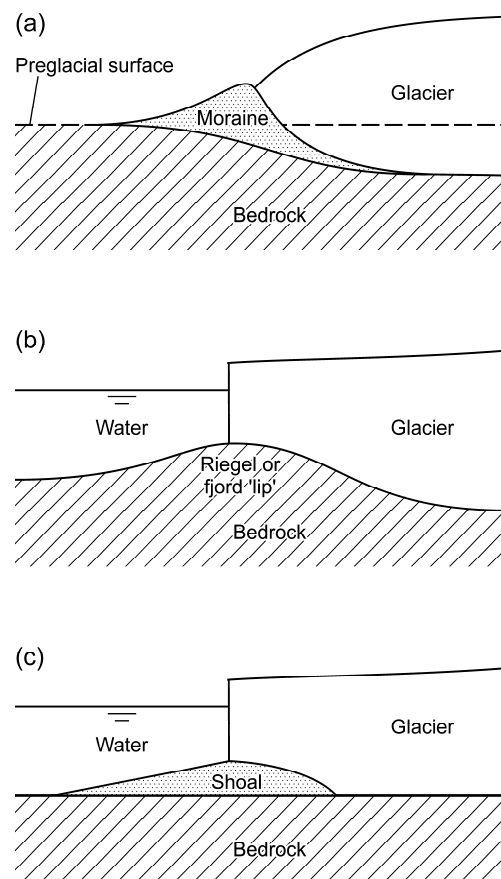 (a)
Preglacial surface
Glacier
Moraine
Bedrock
(b)
Water
Glacier
Riegel or
fjord 'lip'
Bedrock
(c)
Water
Glacier
Shoal
Bedrock